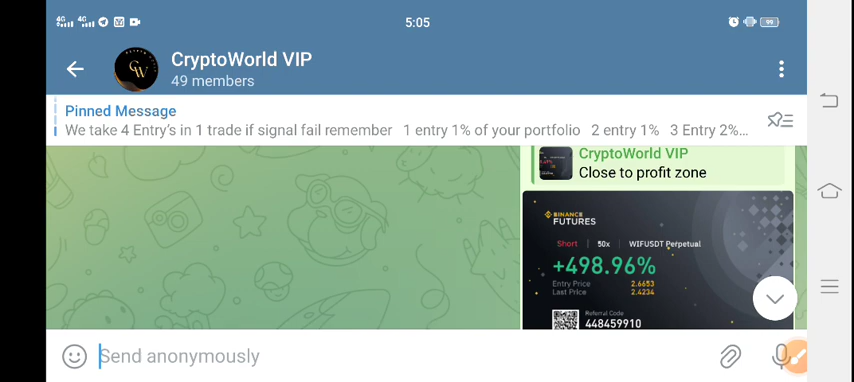 4G 4G 5:05 99
CryptoWorld VIP
49 members
Pinned Message
We take 4 Entry's in 1 trade if signal fail remember 1 entry 1% of your portfolio 2 entry 1% 3 Entry 2%...
CryptoWorld VIP
Close to profit zone
BINANCE
FUTURES
Short | 50x | WIFUSDT Perpetual
+498.96%
Entry Price 2.6653
Last Price 2.4234
Referral Code
448459910
Send anonymously